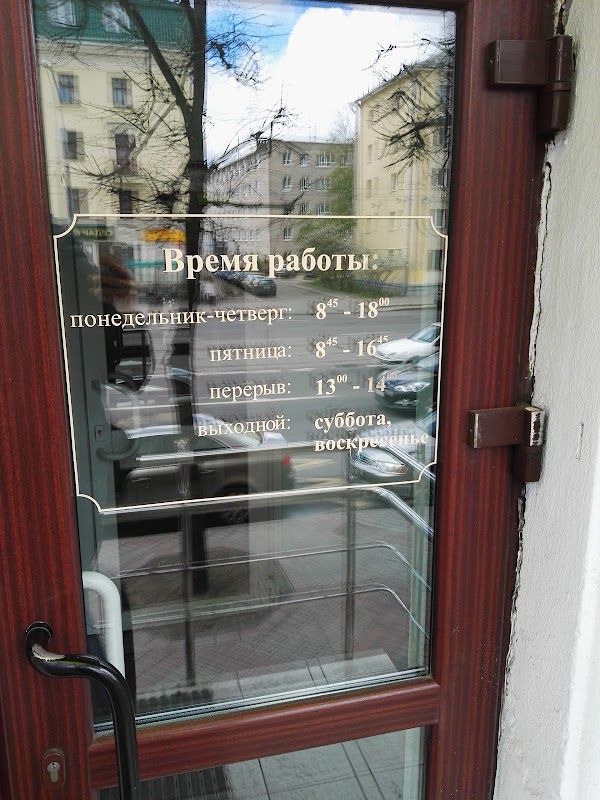 Время работы:
понедельник-четверг: 8⁴⁵ - 18⁰⁰
пятница: 8⁴⁵ - 16⁴⁵
перерыв: 13⁰⁰ - 14⁰⁰
выходной: суббота,
воскресенье